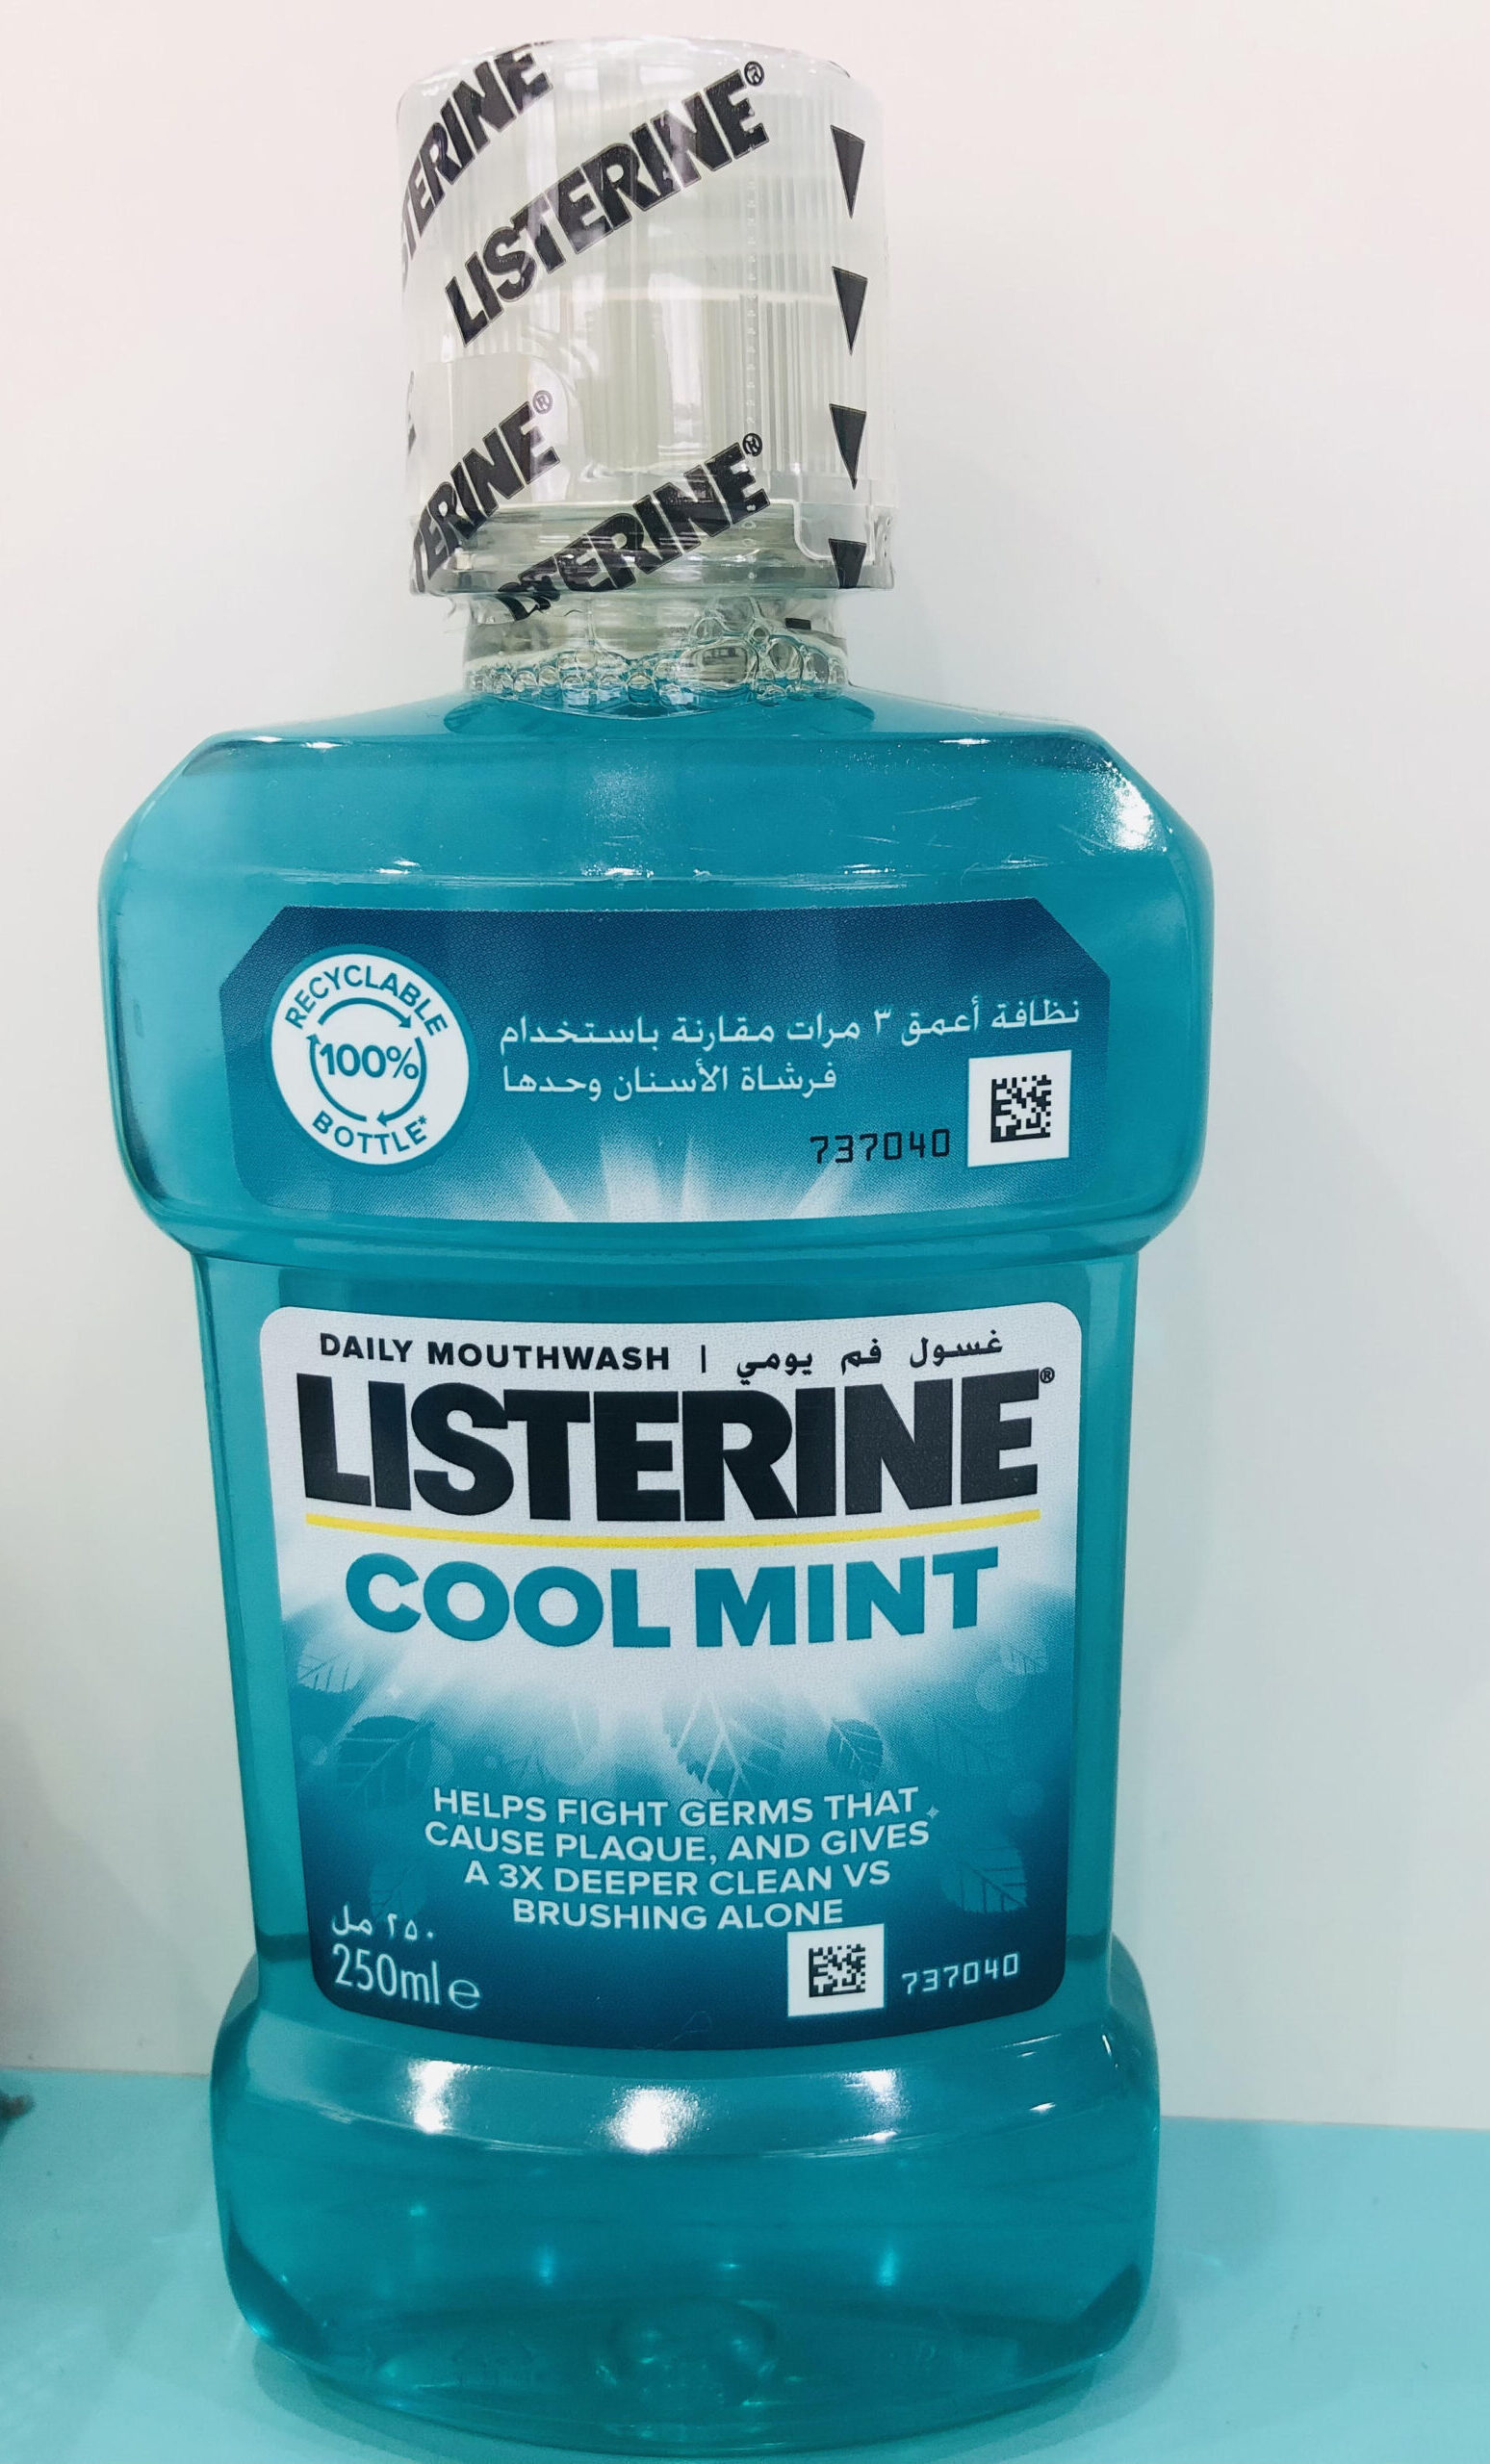 LISTERINE®
LISTERINE®
RECYCLABLE
100%
BOTTLE*
نظافة أعمق ٣ مرات مقارنة باستخدام
فرشاة الأسنان وحدها
737040
DAILY MOUTHWASH | غسول فم يومي
LISTERINE®
COOL MINT
HELPS FIGHT GERMS THAT
CAUSE PLAQUE, AND GIVES
A 3X DEEPER CLEAN VS
BRUSHING ALONE
٢٥٠ مل
250ml ℮
737040